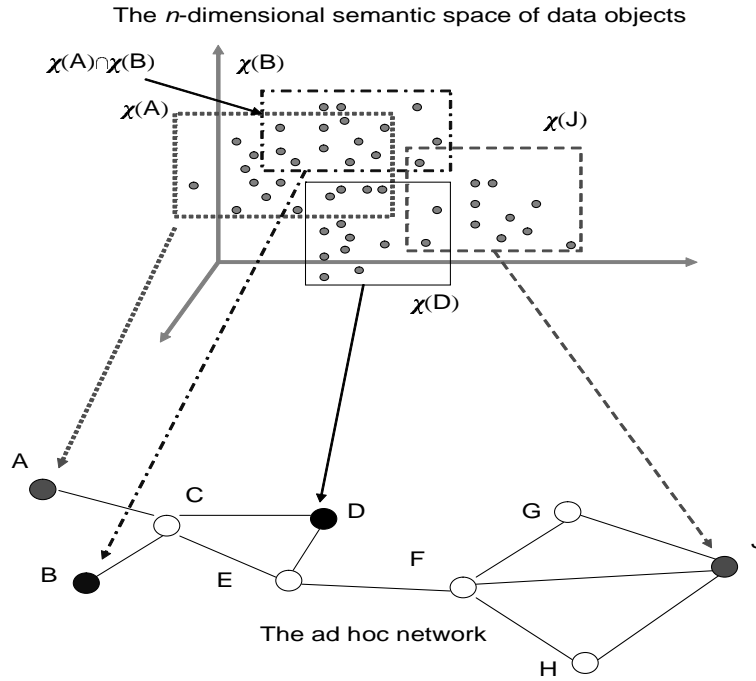 The n-dimensional semantic space of data objects
χ(A)∩χ(B)
χ(B)
χ(A)
χ(J)
χ(D)
A
C
D
G
B
E
F
J
The ad hoc network
H